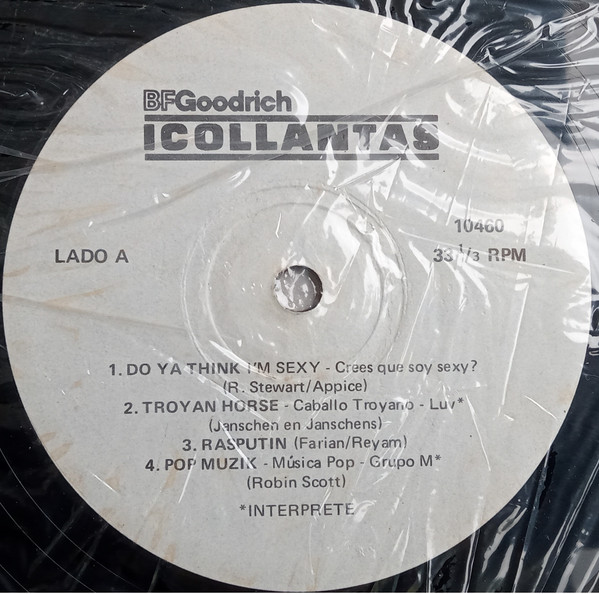 BFGoodrich
ICOLLANTAS
LADO A
10460
33 1/3 RPM
1. DO YA THINK I'M SEXY - Crees que soy sexy?
(R. Stewart/Appice)
2. TROYAN HORSE - Caballo Troyano - Luv*
(Janschen en Janschens)
3. RASPUTIN (Farian/Reyam)
4. POP MUZIK - Música Pop - Grupo M*
(Robin Scott)
*INTERPRETE